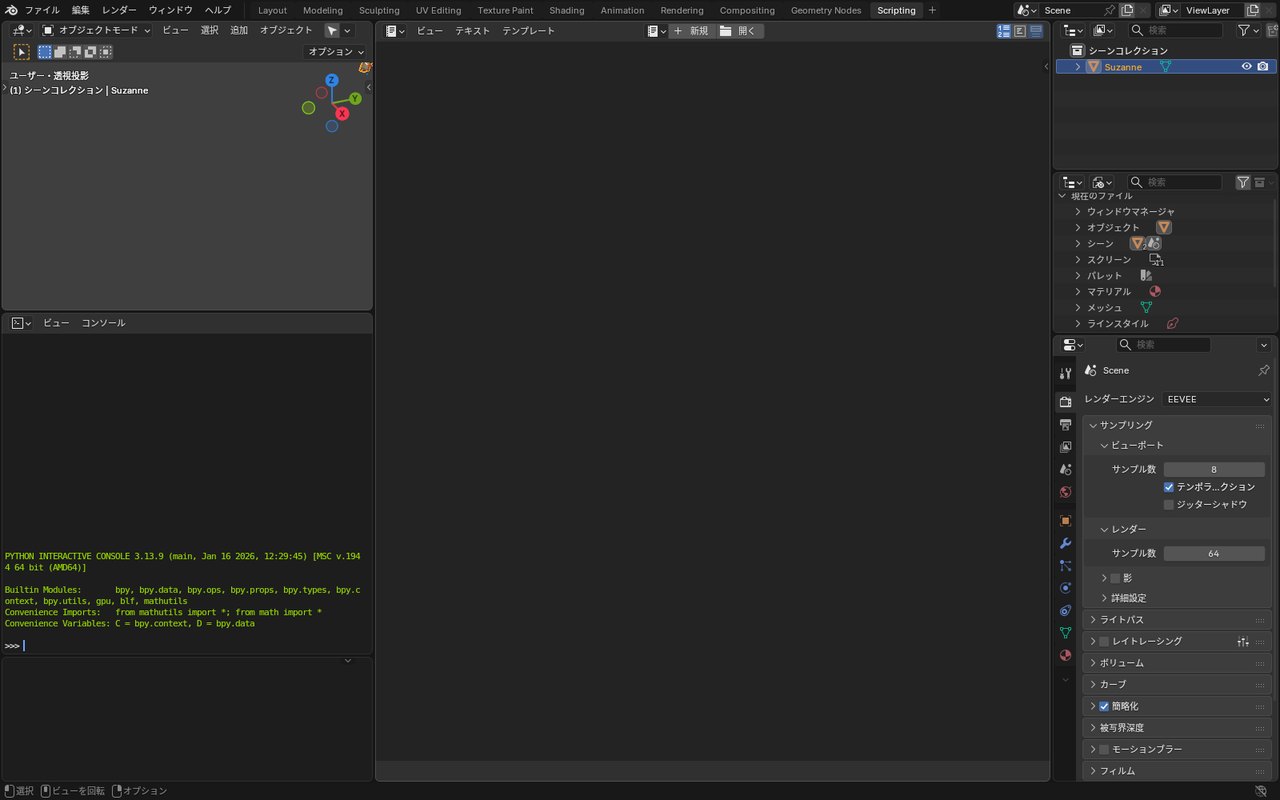 ファイル 編集 レンダー ウィンドウ ヘルプ Layout Modeling Sculpting UV Editing Texture Paint Shading Animation Rendering Compositing Geometry Nodes Scripting + Scene ViewLayer
オブジェクトモード ビュー 選択 追加 オブジェクト
オプション
ユーザー・透視投影
(1) シーンコレクション | Suzanne
Z
Y
X
ビュー テキスト テンプレート 新規 開く
検索
シーンコレクション
Suzanne
検索
現在のファイル
ウィンドウマネージャ
オブジェクト
シーン 2
スクリーン 11
パレット
マテリアル
メッシュ
ラインスタイル
ビュー コンソール
PYTHON INTERACTIVE CONSOLE 3.13.9 (main, Jan 16 2026, 12:29:45) [MSC v.194
4 64 bit (AMD64)]
Builtin Modules: bpy, bpy.data, bpy.ops, bpy.props, bpy.types, bpy.c
ontext, bpy.utils, gpu, blf, mathutils
Convenience Imports: from mathutils import *; from math import *
Convenience Variables: C = bpy.context, D = bpy.data
>>>
検索
Scene
レンダーエンジン EEVEE
サンプリング
ビューポート
サンプル数 8
テンポラ...クション
ジッターシャドウ
レンダー
サンプル数 64
影
詳細設定
ライトパス
レイトレーシング
ボリューム
カーブ
簡略化
被写界深度
モーションブラー
フィルム
選択 ビューを回転 オプション